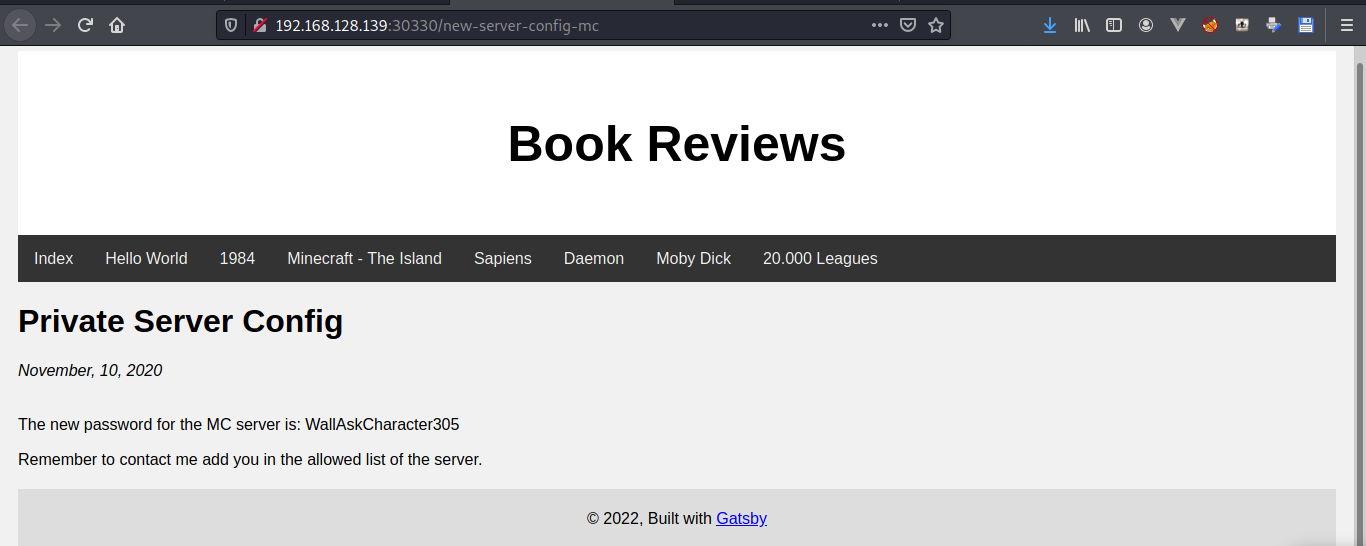 192.168.128.139:30330/new-server-config-mc
Book Reviews
Index Hello World 1984 Minecraft - The Island Sapiens Daemon Moby Dick 20.000 Leagues
Private Server Config
November, 10, 2020
The new password for the MC server is: WallAskCharacter305
Remember to contact me add you in the allowed list of the server.
© 2022, Built with Gatsby